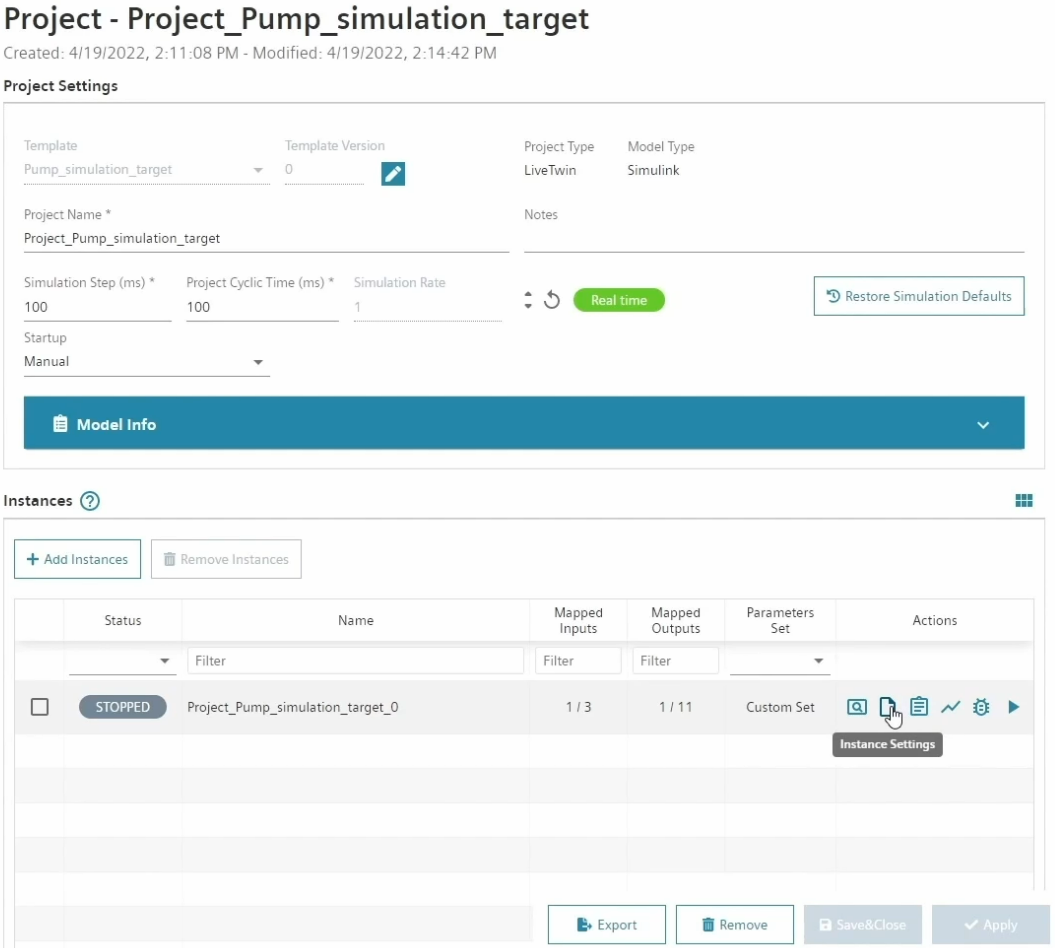 Project - Project_Pump_simulation_target
Created: 4/19/2022, 2:11:08 PM - Modified: 4/19/2022, 2:14:42 PM
Project Settings
Template
Template Version
Project Type
Model Type
Pump_simulation_target
0
LiveTwin
Simulink
Project Name *
Notes
Project_Pump_simulation_target
Simulation Step (ms) *
Project Cyclic Time (ms) *
Simulation Rate
100
100
1
Real time
Restore Simulation Defaults
Startup
Manual
Model Info
Instances ?
+ Add Instances
Remove Instances
Status
Name
Mapped
Inputs
Mapped
Outputs
Parameters
Set
Actions
Filter
Filter
Filter
STOPPED
Project_Pump_simulation_target_0
1 / 3
1 / 11
Custom Set
Instance Settings
Export
Remove
Save&Close
Apply